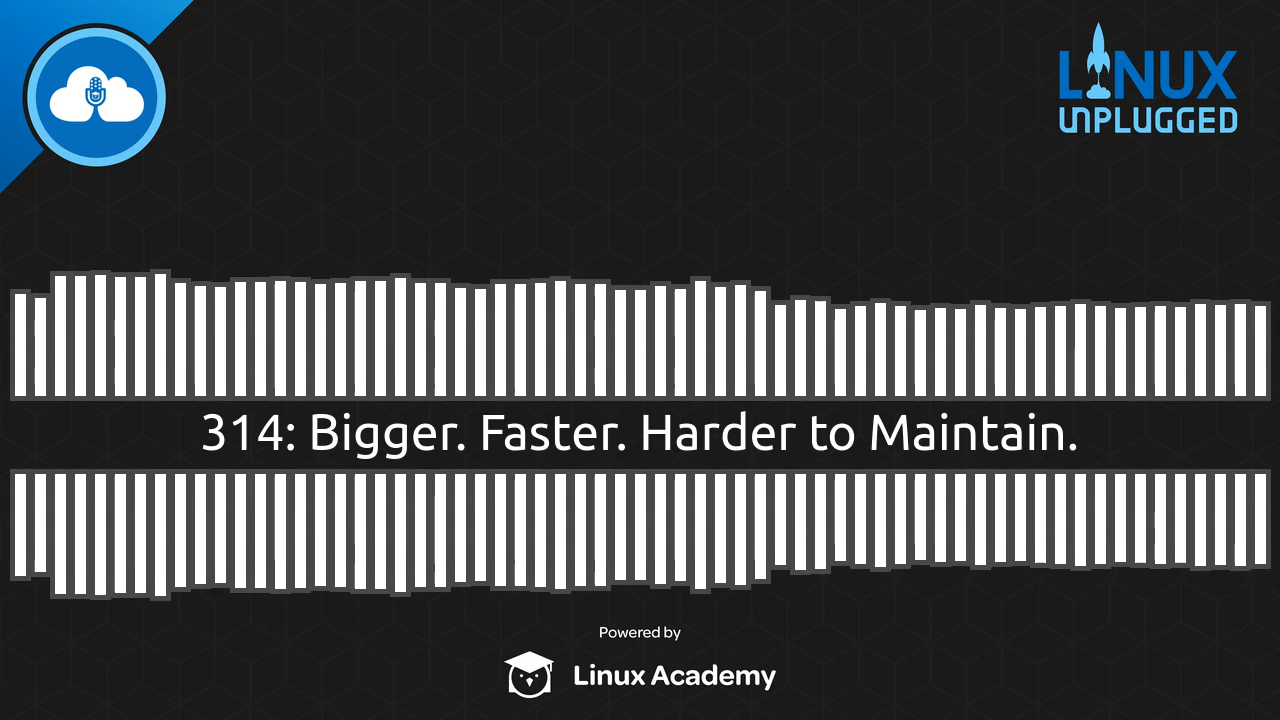 LINUX
UNPLUGGED
314: Bigger. Faster. Harder to Maintain.
Powered by
Linux Academy